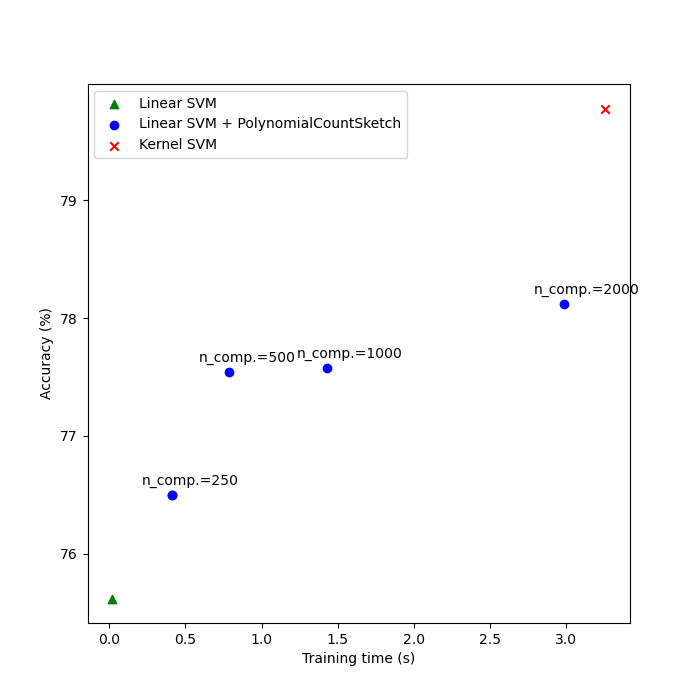 Linear SVM
Linear SVM + PolynomialCountSketch
Kernel SVM
79
78
77
76
n_comp.=2000
n_comp.=500
n_comp.=1000
n_comp.=250
Accuracy (%)
0.0 0.5 1.0 1.5 2.0 2.5 3.0
Training time (s)